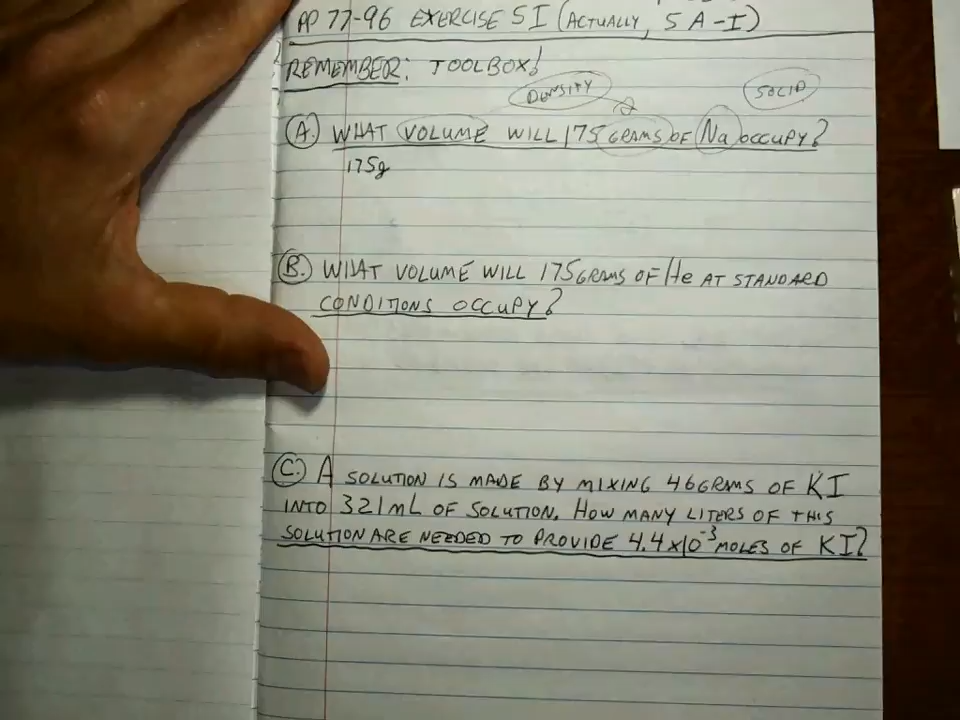 PP 77-96 EXERCISE 5I (ACTUALLY, 5 A-I)
REMEMBER: TOOLBOX!
DENSITY SOLID
A. WHAT VOLUME WILL 175 GRAMS OF Na OCCUPY?
175g
B. WHAT VOLUME WILL 175 GRAMS OF He AT STANDARD
CONDITIONS OCCUPY?
C. A SOLUTION IS MADE BY MIXING 46 GRAMS OF KI
INTO 321 mL OF SOLUTION. HOW MANY LITERS OF THIS
SOLUTION ARE NEEDED TO PROVIDE 4.4 x 10⁻³ MOLES OF KI?